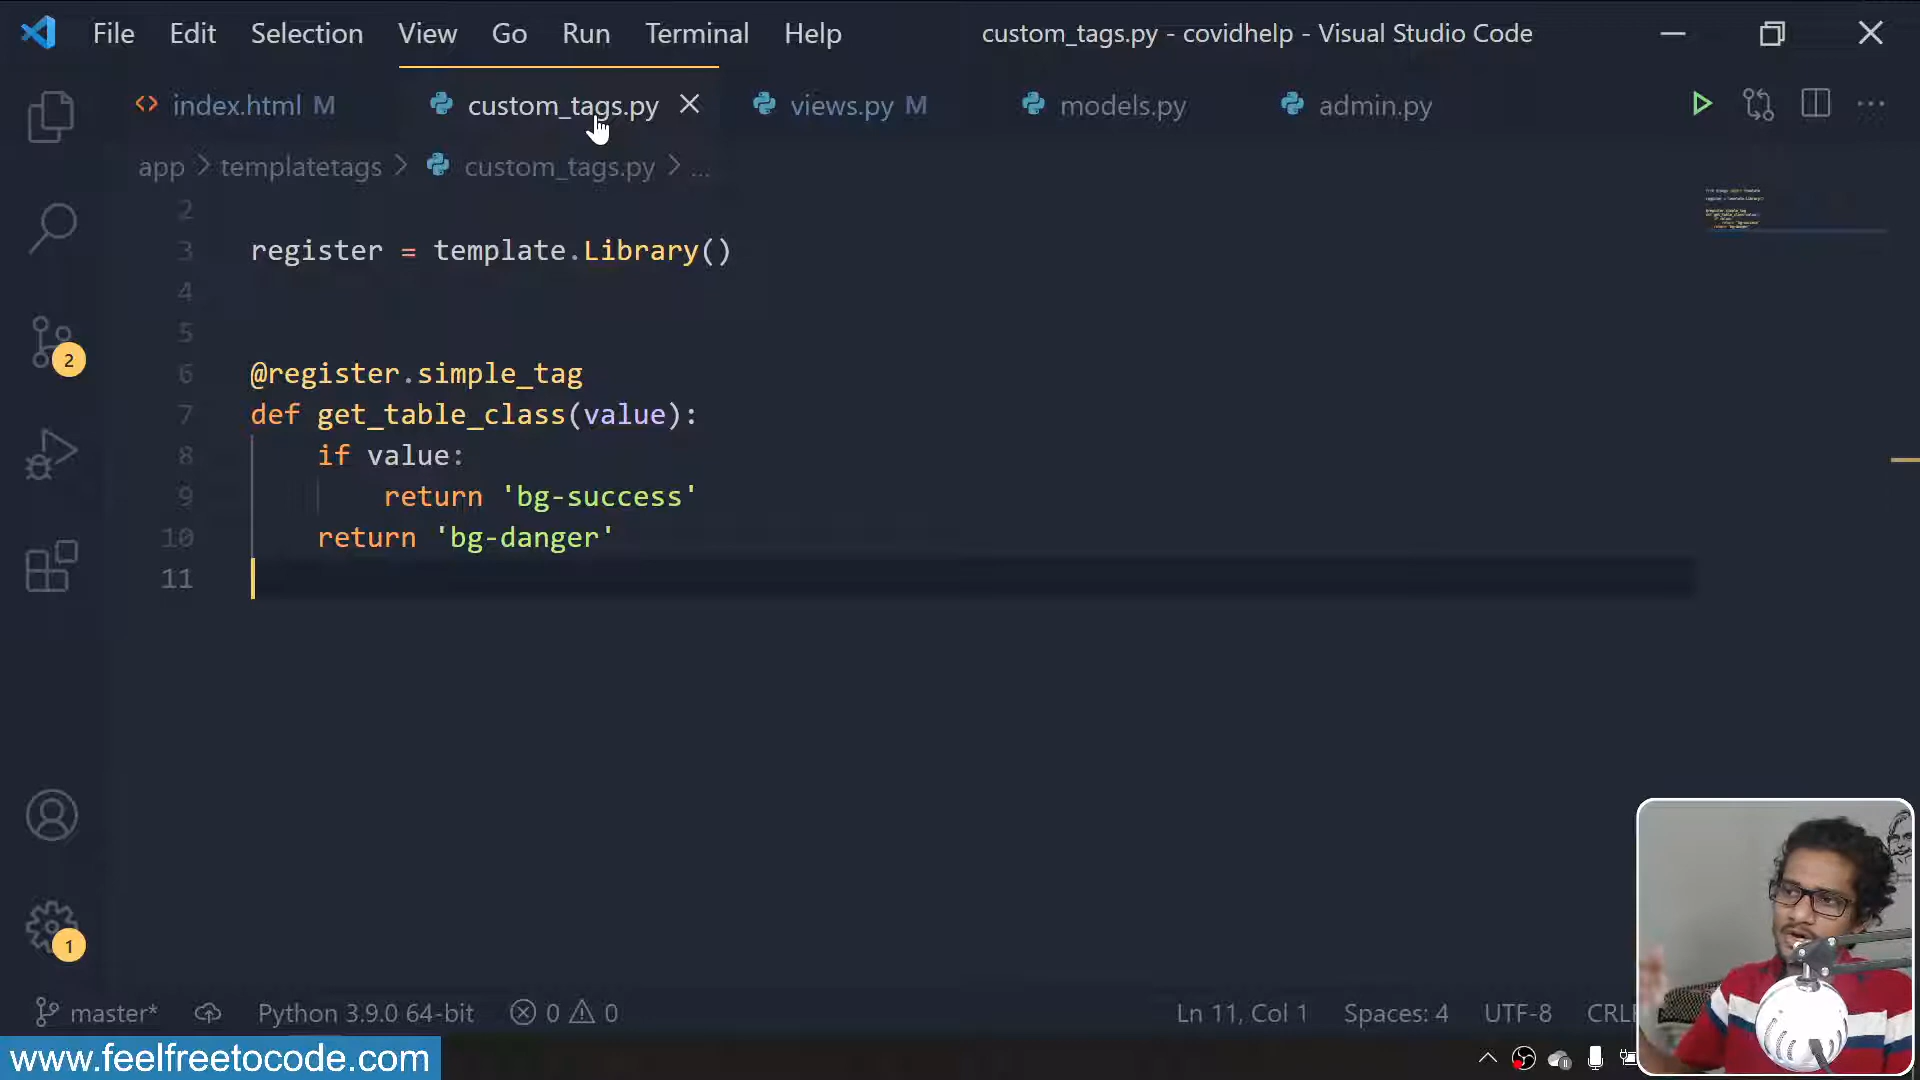 File Edit Selection View Go Run Terminal Help custom_tags.py - covidhelp - Visual Studio Code
index.html M custom_tags.py views.py M models.py admin.py
app > templatetags > custom_tags.py > ...
2
3 register = template.Library()
4
5
6 @register.simple_tag
7 def get_table_class(value):
8 if value:
9 return 'bg-success'
10 return 'bg-danger'
11
2
1
master* Python 3.9.0 64-bit 0 0 Ln 11, Col 1 Spaces: 4 UTF-8 CRLF
www.feelfreetocode.com